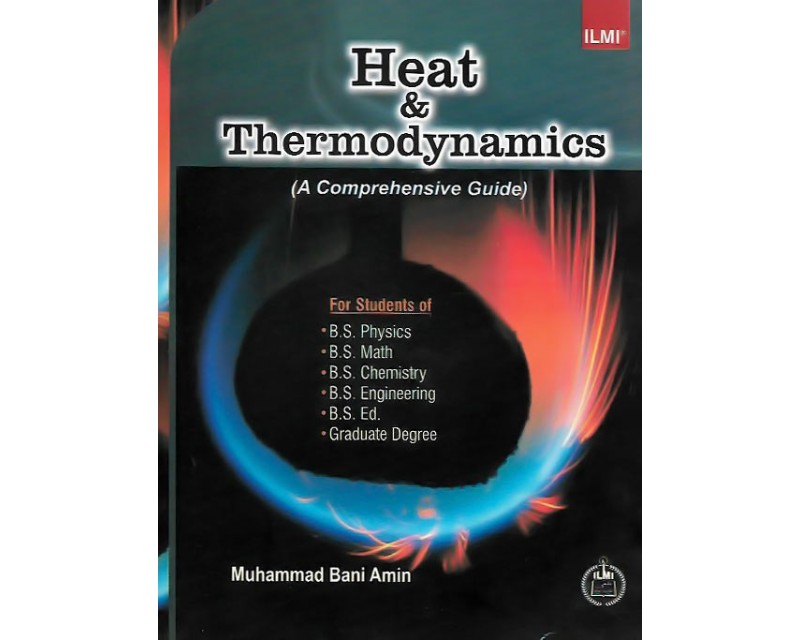 ILMI®
Heat
&
Thermodynamics
(A Comprehensive Guide)
For Students of
• B.S. Physics
• B.S. Math
• B.S. Chemistry
• B.S. Engineering
• B.S. Ed.
• Graduate Degree
Muhammad Bani Amin
ILMI